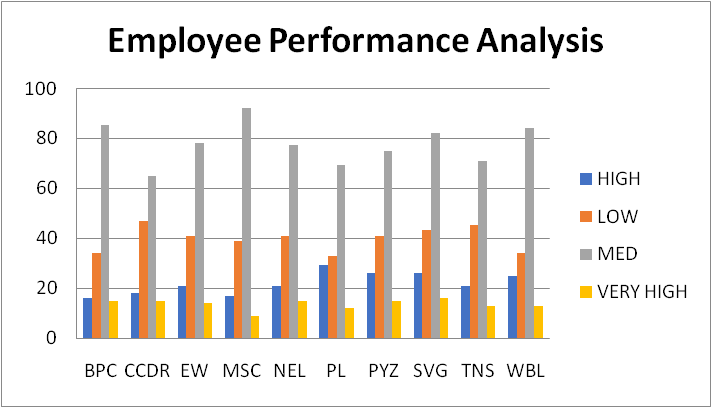 Employee Performance Analysis
100
80
60
40
20
0
BPC CCDR EW MSC NEL PL PYZ SVG TNS WBL
HIGH
LOW
MED
VERY HIGH